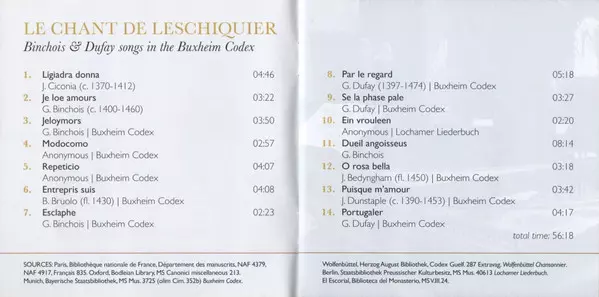 LE CHANT DE LESCHIQUIER
Binchois & Dufay songs in the Buxheim Codex
1. Ligiadra donna 04:46
J. Ciconia (c. 1370-1412)
2. Je loe amours 03:22
G. Binchois (c. 1400-1460)
3. Jeloymors 03:50
G. Binchois | Buxheim Codex
4. Modocomo 02:57
Anonymous | Buxheim Codex
5. Repeticio 04:07
Anonymous | Buxheim Codex
6. Entrepris suis 04:08
B. Bruolo (fl. 1430) | Buxheim Codex
7. Esclaphe 02:23
G. Binchois | Buxheim Codex
SOURCES: Paris, Bibliothèque nationale de France, Département des manuscrits, NAF 4379,
NAF 4917, Français 835. Oxford, Bodleian Library, MS Canonici miscellaneous 213.
Munich, Bayerische Staatsbibliothek, MS Mus. 3725 (olim Cim. 352b) Buxheim Codex.
8. Par le regard 05:18
G. Dufay (1397-1474) | Buxheim Codex
9. Se la phase pale 03:27
G. Dufay | Buxheim Codex
10. Ein vrouleen 02:20
Anonymous | Lochamer Liederbuch
11. Dueil angoisseus 08:14
G. Binchois
12. O rosa bella 03:18
J. Bedyngham (fl. 1450) | Buxheim Codex
13. Puisque m'amour 03:42
J. Dunstaple (c. 1390-1453) | Buxheim Codex
14. Portugaler 04:17
G. Dufay | Buxheim Codex
total time: 56:18
Wolfenbüttel, Herzog August Bibliothek, Codex Guelf. 287 Extravag. Wolfenbüttel Chansonnier.
Berlin, Staatsbibliothek Preussischer Kulturbesitz, MS Mus. 40613 Lochamer Liederbuch.
El Escorial, Biblioteca del Monasterio, MS V.III.24.